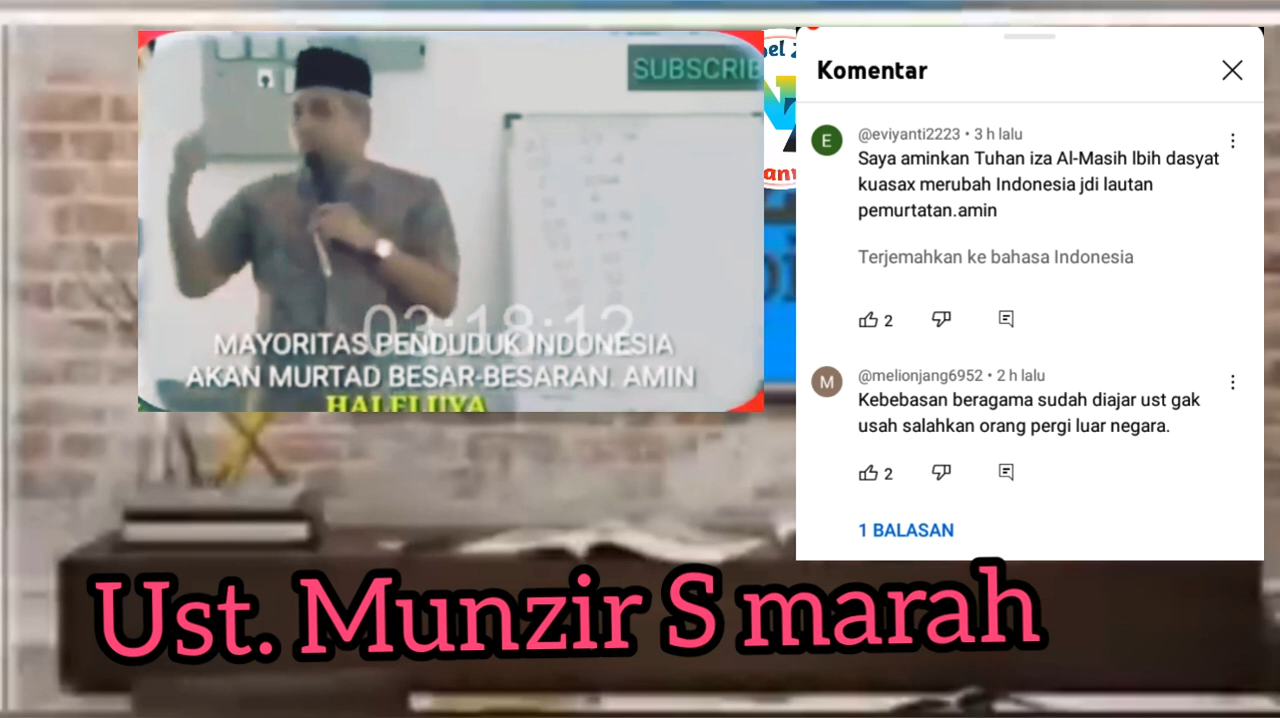 SUBSCRIB
03:18:12
MAYORITAS PENDUDUK INDONESIA
AKAN MURTAD BESAR-BESARAN. AMIN
HALELUYA
Komentar
E
@eviyanti2223 • 3 h lalu
Saya aminkan Tuhan iza Al-Masih lbih dasyat
kuasax merubah Indonesia jdi lautan
pemurtatan.amin
Terjemahkan ke bahasa Indonesia
2
M
@melionjang6952 • 2 h lalu
Kebebasan beragama sudah diajar ust gak
usah salahkan orang pergi luar negara.
2
1 BALASAN
Ust. Munzir S marah